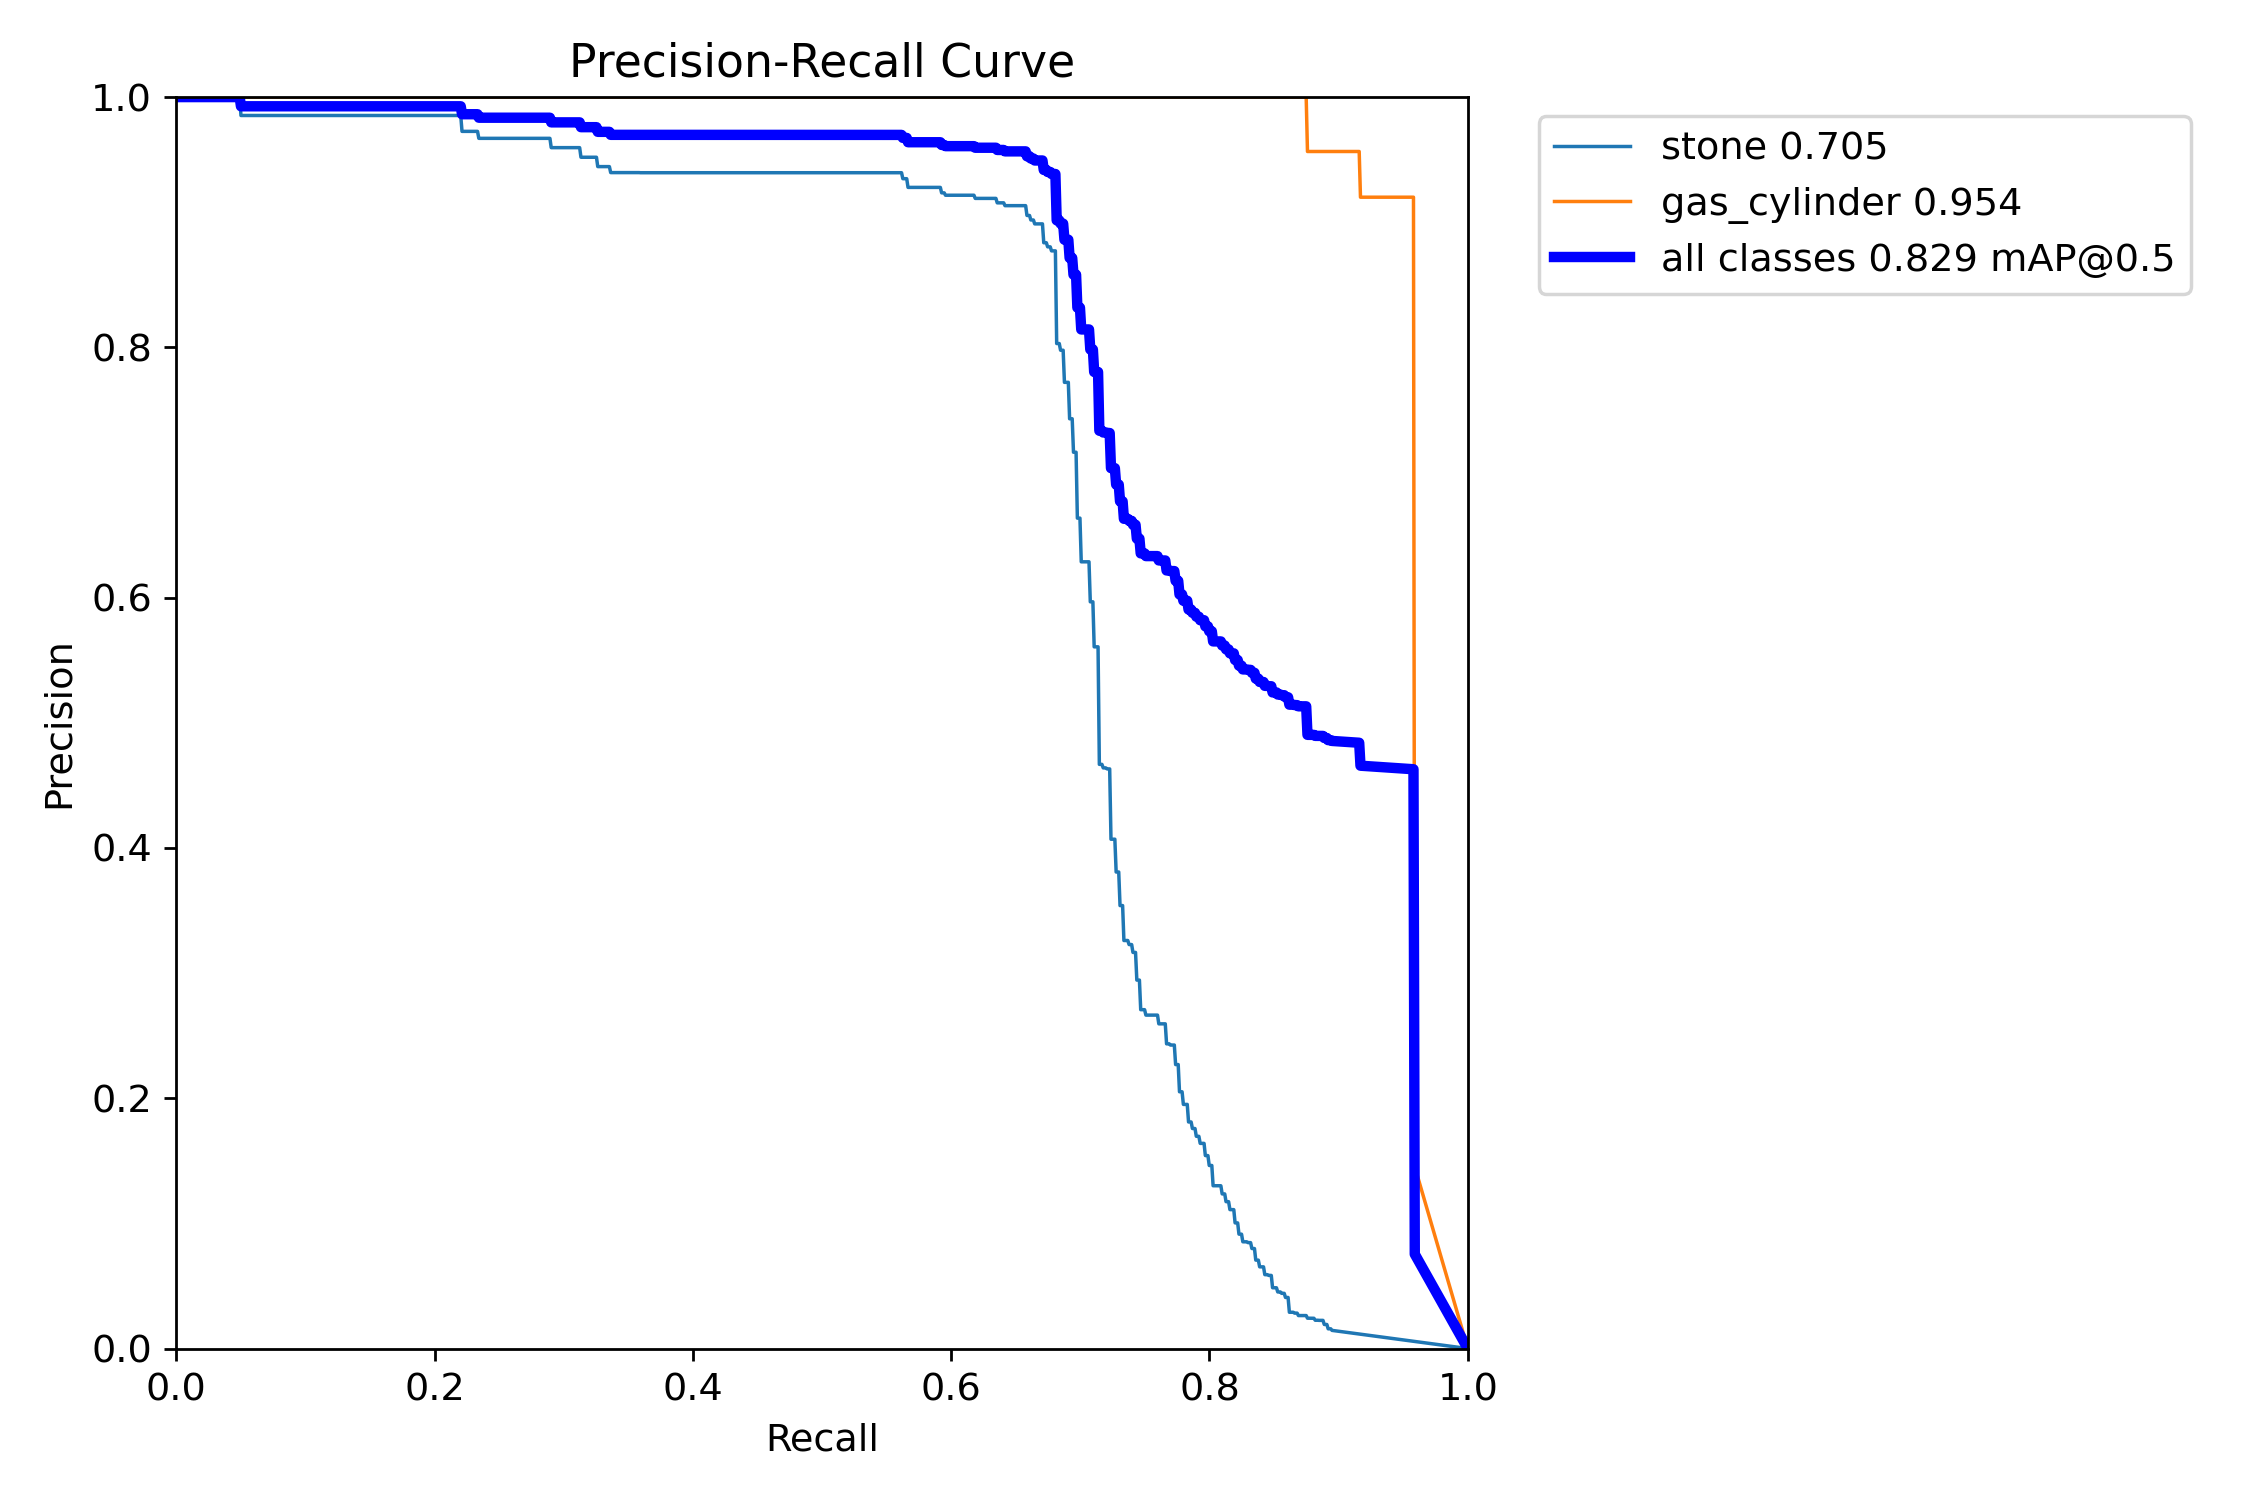 Precision-Recall Curve
1.0
0.8
0.6
0.4
0.2
0.0
Precision
0.0 0.2 0.4 0.6 0.8 1.0
Recall
stone 0.705
gas_cylinder 0.954
all classes 0.829 mAP@0.5